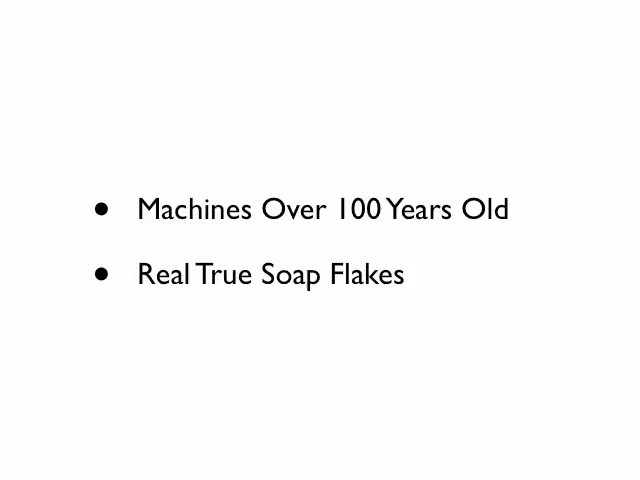 • Machines Over 100 Years Old
• Real True Soap Flakes